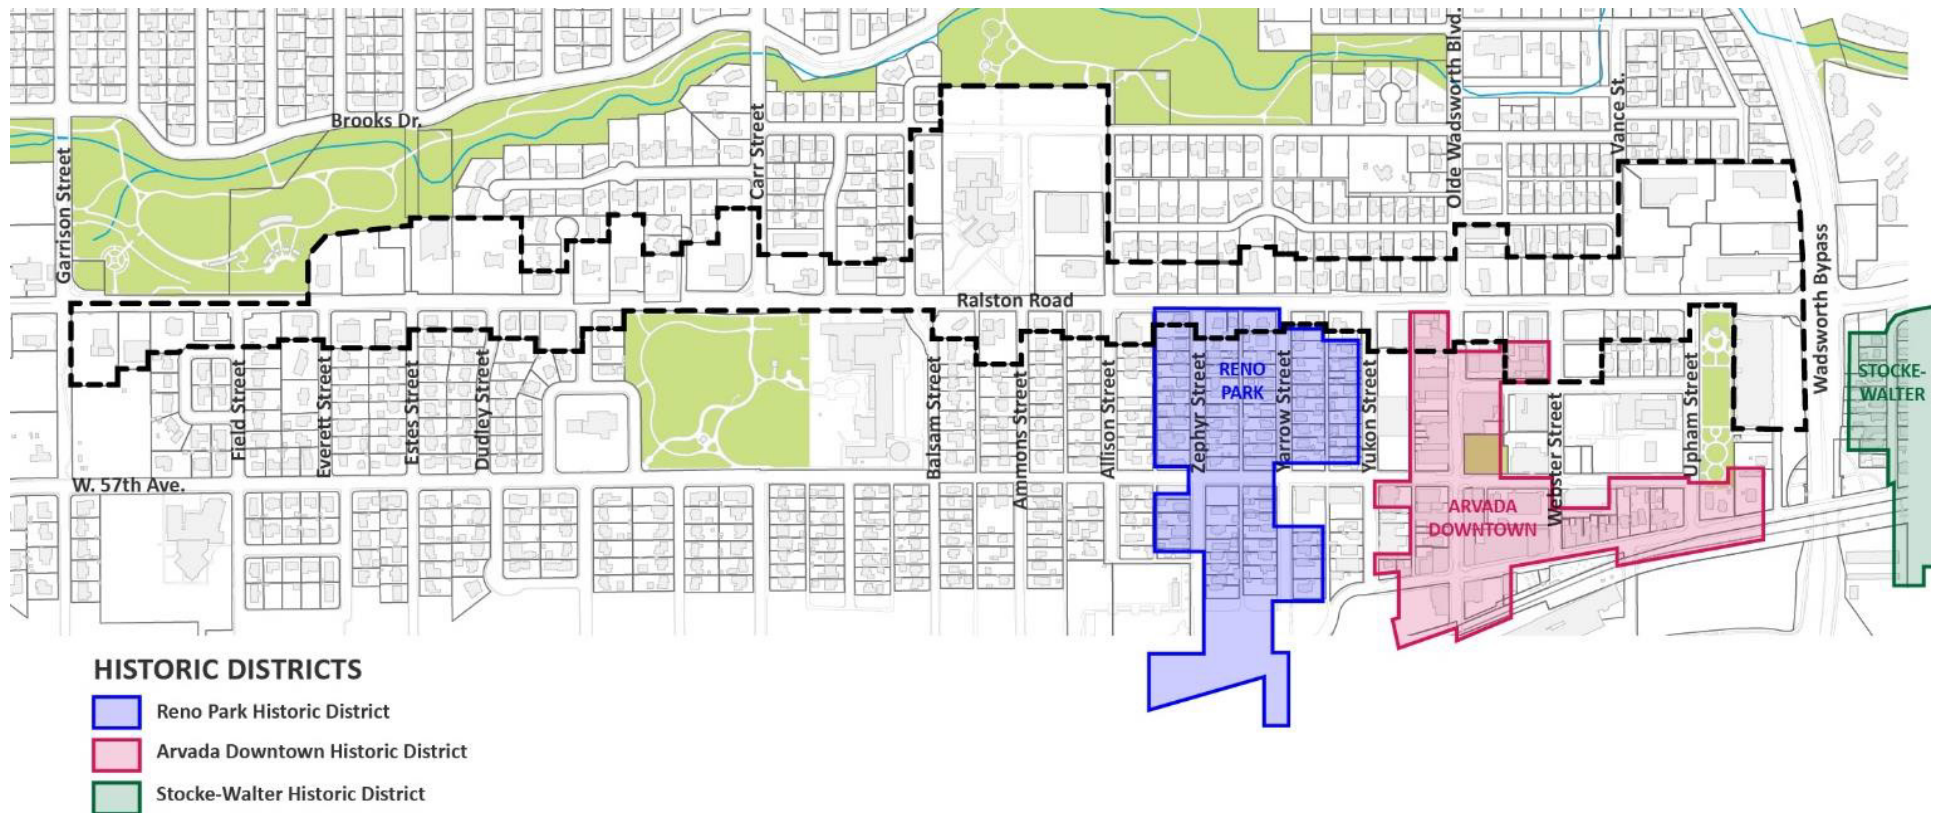 Olde Wadsworth Blvd.
Vance St.
Brooks Dr.
Carr Street
Garrison Street
Wadsworth Bypass
Ralston Road
RENO
PARK
STOCKE-
WALTER
Field Street
Everett Street
Estes Street
Dudley Street
Balsam Street
Ammons Street
Allison Street
Zephyr Street
Yarrow Street
Yukon Street
Webster Street
Upham Street
W. 57th Ave.
ARVADA
DOWNTOWN
HISTORIC DISTRICTS
Reno Park Historic District
Arvada Downtown Historic District
Stocke-Walter Historic District